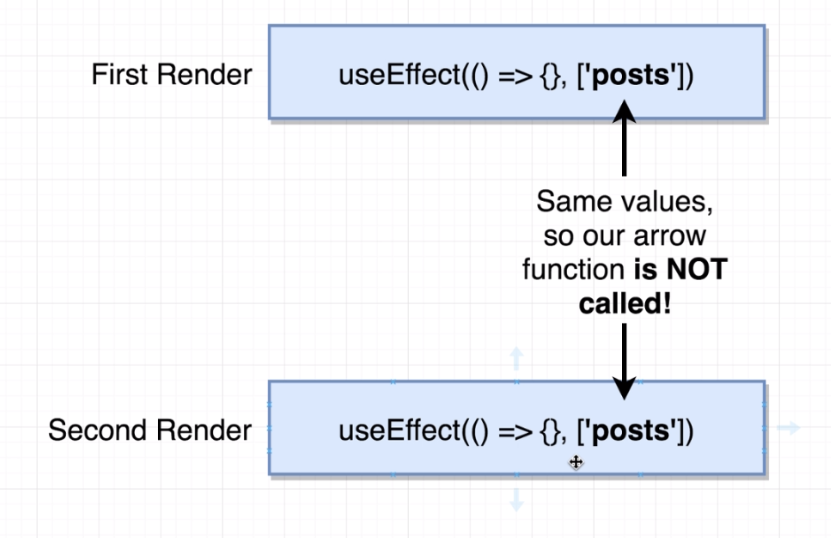 First Render
useEffect(() => {}, ['posts'])
Same values,
so our arrow
function is NOT
called!
Second Render
useEffect(() => {}, ['posts'])